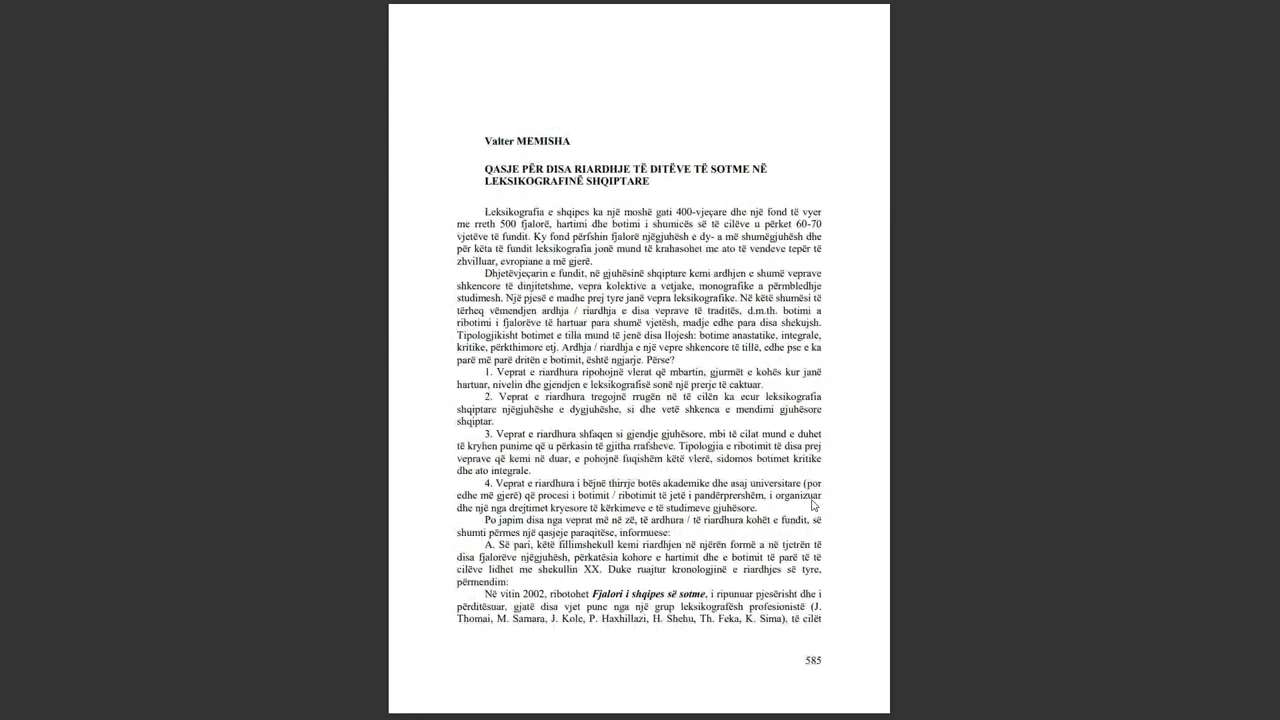 Valter MEMISHA
QASJE PËR DISA RIARDHJE TË DITËVE TË SOTME NË
LEKSIKOGRAFINË SHQIPTARE
Leksikografia e shqipes ka një moshë gati 400-vjeçare dhe një fond të vyer
me rreth 500 fjalorë, hartimi dhe botimi i shumicës së të cilëve u përket 60-70
vjetëve të fundit. Ky fond përfshin fjalorë njëgjuhësh e dy- a më shumëgjuhësh dhe
për këta të fundit leksikografia jonë mund të krahasohet me ato të vendeve tepër të
zhvilluar, evropiane a më gjerë.
Dhjetëvjeçarin e fundit, në gjuhësinë shqiptare kemi ardhjen e shumë veprave
shkencore të dinjitetshme, vepra kolektive a vetjake, monografike a përmbledhje
studimesh. Një pjesë e madhe prej tyre janë vepra leksikografike. Në këtë shumësi të
tërheq vëmendjen ardhja / riardhja e disa veprave të traditës, d.m.th. botimi a
ribotimi i fjalorëve të hartuar para shumë vjetësh, madje edhe para disa shekujsh.
Tipologjikisht botimet e tilla mund të jenë disa llojesh: botime anastatike, integrale,
kritike, përkthimore etj. Ardhja / riardhja e një vepre shkencore të tillë, edhe pse e ka
parë më parë dritën e botimit, është ngjarje. Përse?
1. Veprat e riardhura ripohojnë vlerat që mbartin, gjurmët e kohës kur janë
hartuar, nivelin dhe gjendjen e leksikografisë sonë një prerje të caktuar.
2. Veprat e riardhura tregojnë rrugën në të cilën ka ecur leksikografia
shqiptare njëgjuhëshe e dygjuhëshe, si dhe vetë shkenca e mendimi gjuhësore
shqiptar.
3. Veprat e riardhura shfaqen si gjendje gjuhësore, mbi të cilat mund e duhet
të kryhen punime që u përkasin të gjitha rrafsheve. Tipologjia e ribotimit të disa prej
veprave që kemi në duar, e pohojnë fuqishëm këtë vlerë, sidomos botimet kritike
dhe ato integrale.
4. Veprat e riardhura i bëjnë thirrje botës akademike dhe asaj universitare (por
edhe më gjerë) që procesi i botimit / ribotimit të jetë i pandërprershëm, i organizuar
dhe një nga drejtimet kryesore të kërkimeve e të studimeve gjuhësore.
Po japim disa nga veprat më në zë, të ardhura / të riardhura kohët e fundit, së
shumti përmes një qasjeje paraqitëse, informuese:
A. Së pari, këtë fillimshekull kemi riardhjen në njërën formë a në tjetrën të
disa fjalorëve njëgjuhësh, përkatësia kohore e hartimit dhe e botimit të parë të të
cilëve lidhet me shekullin XX. Duke ruajtur kronologjinë e riardhjes së tyre,
përmendim:
Në vitin 2002, ribotohet Fjalori i shqipes së sotme, i ripunuar pjesërisht dhe i
përditësuar, gjatë disa vjet pune nga një grup leksikografësh profesionistë (J.
Thomai, M. Samara, J. Kole, P. Haxhillazi, H. Shehu, Th. Feka, K. Sima), të cilët
585